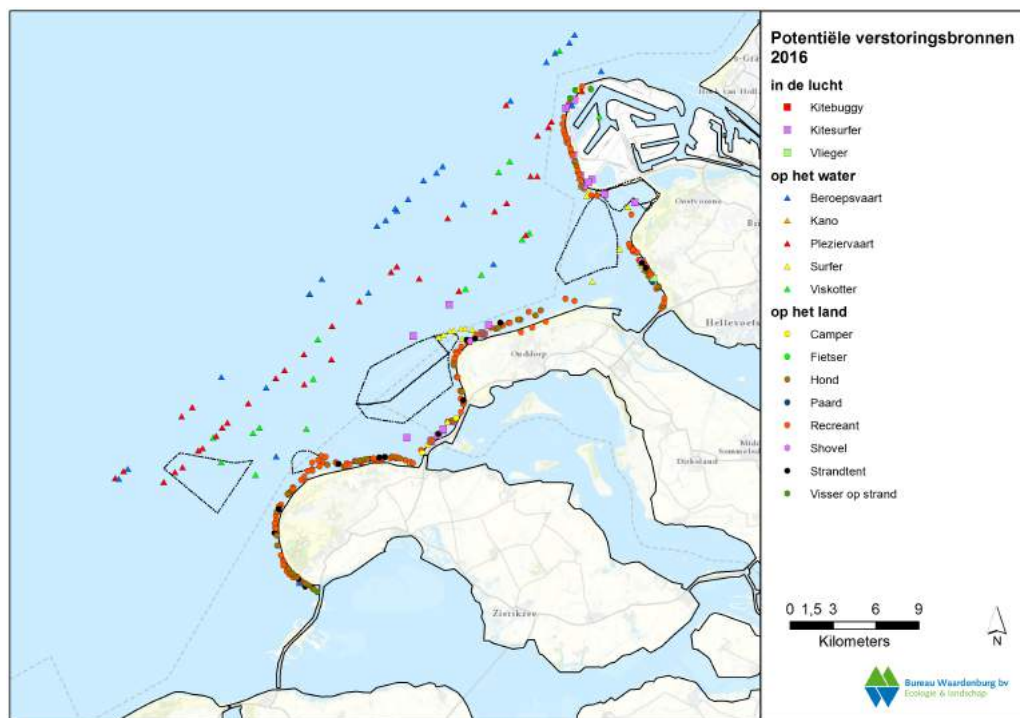 Potentiële verstoringsbronnen
2016
in de lucht
Kitebuggy
Kitesurfer
Vlieger
op het water
Beroepsvaart
Kano
Pleziervaart
Surfer
Viskotter
op het land
Camper
Fietser
Hond
Paard
Recreant
Shovel
Strandtent
Visser op strand
0 1,5 3 6 9
Kilometers
N
Bureau Waardenburg bv
Ecologie & landschap
Oostvoorne
Hellevoets
Ouddorp
Dirksland
Zierikzee